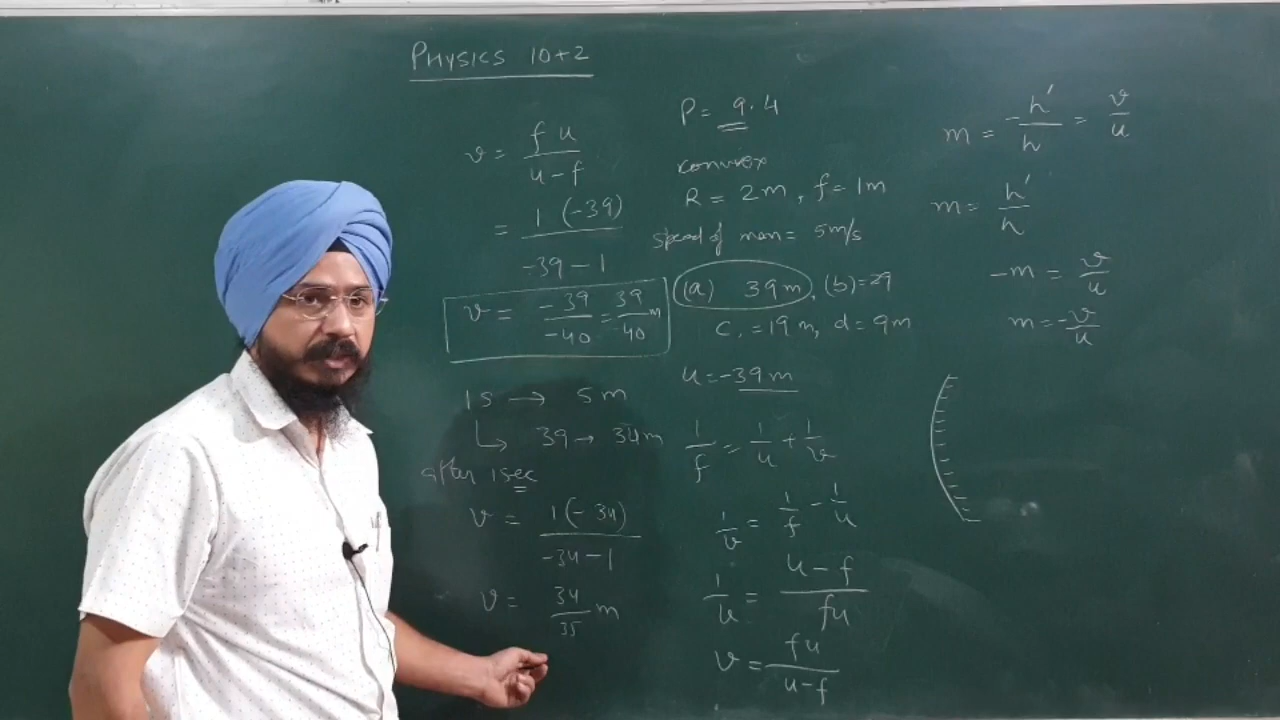 PHYSICS 10+2
v = fu / u-f
= 1(-39) / -39-1
v = -39/-40 = 39/40 m
1s → 5m
↳ 39 → 34m
after 1sec
v = 1(-34) / -34-1
v = 34/35 m
P = 9.4
convex
R = 2m, f = 1m
speed of man = 5m/s
(a) 39m, (b) = 29
c, = 19m, d = 9m
u = -39m
1/f = 1/u + 1/v
1/v = 1/f - 1/u
1/u = u-f / fu
v = fu / u-f
m = -h'/h = v/u
m = h'/h
-m = v/u
m = -v/u